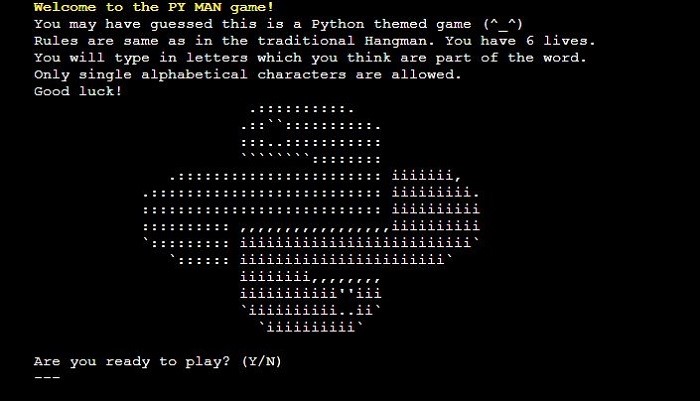 Welcome to the PY MAN game!
You may have guessed this is a Python themed game (^_^)
Rules are same as in the traditional Hangman. You have 6 lives.
You will type in letters which you think are part of the word.
Only single alphabetical characters are allowed.
Good luck!
.::::::::::.
.::``::::::::::.
:::..:::::::::::
````````::::::::
.::::::::::::::::::::::: iiiiiii,
.:::::::::::::::::::::::::: iiiiiiiii.
::::::::::::::::::::::::::: iiiiiiiiii
:::::::::: ,,,,,,,,,,,,,,,,,iiiiiiiiii
`::::::::: iiiiiiiiiiiiiiiiiiiiiiiiii`
`:::::: iiiiiiiiiiiiiiiiiiiiiii`
iiiiiiii,,,,,,,,
iiiiiiiiiii''iii
`iiiiiiiiii..ii`
`iiiiiiiiii`
Are you ready to play? (Y/N)
---